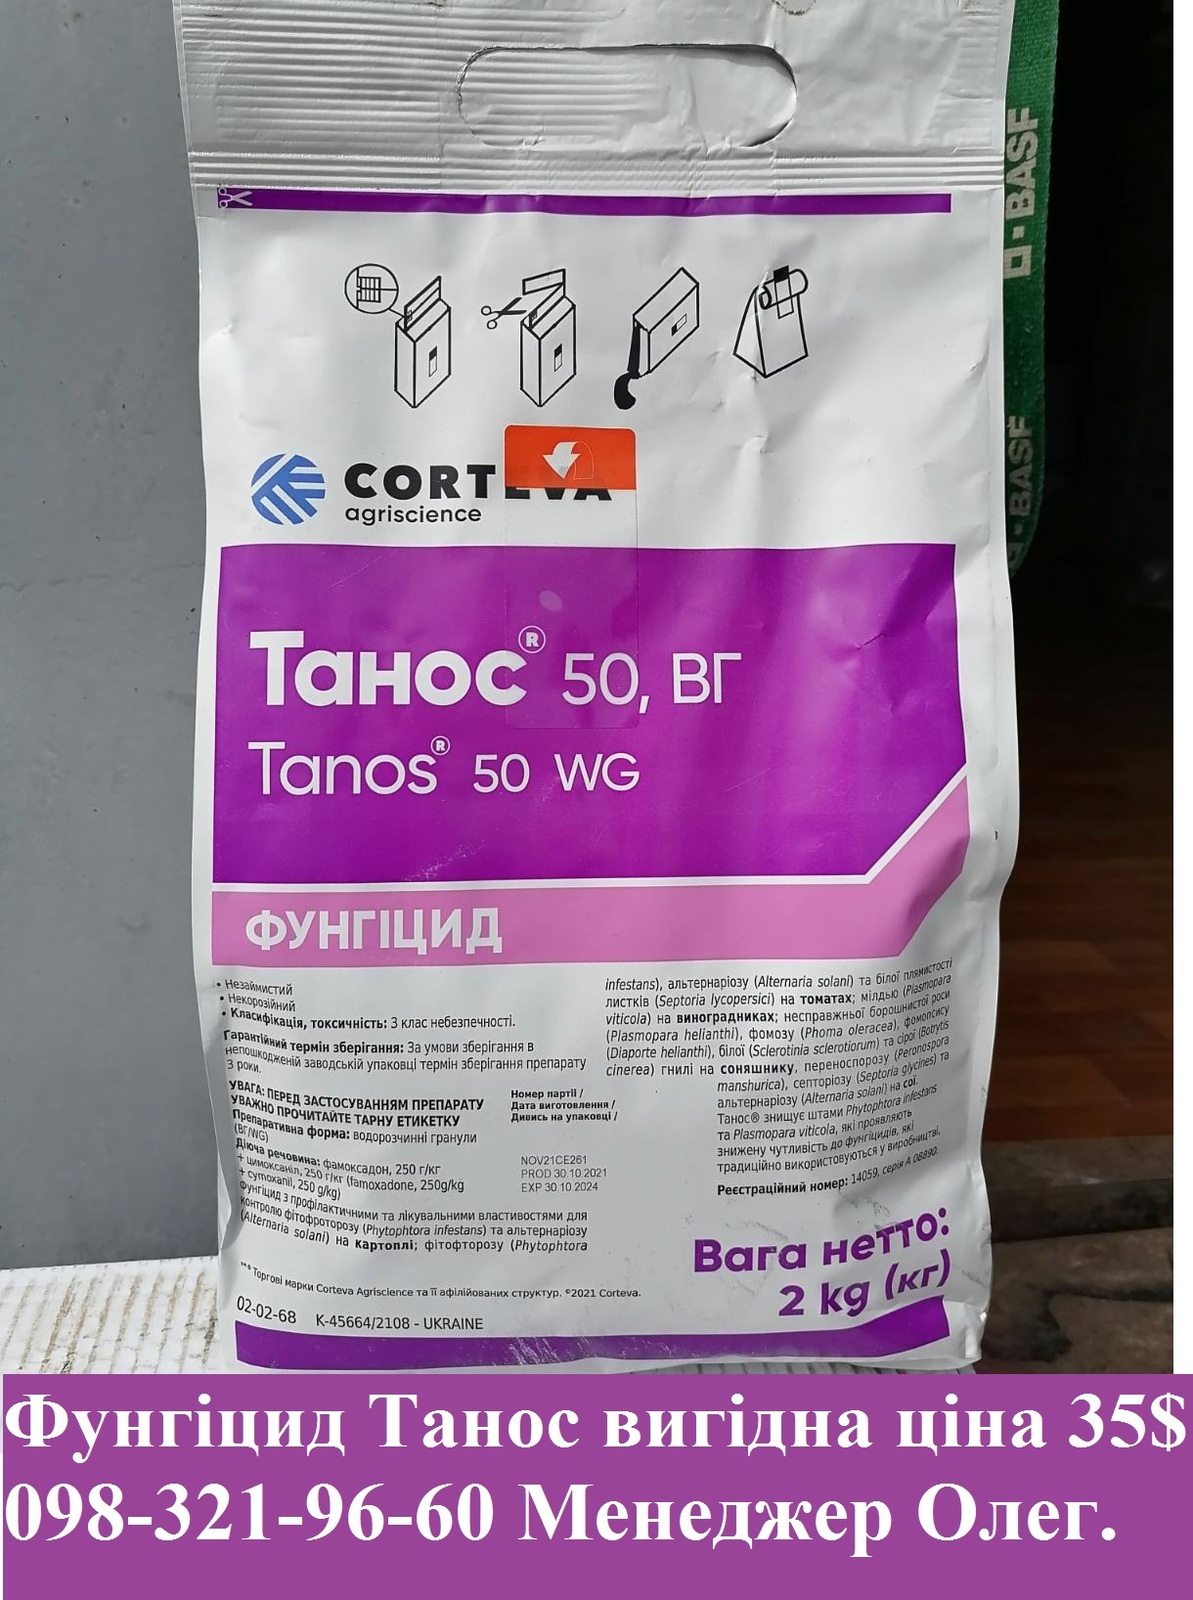 BASF
BASF
CORTEVA
agriscience
Танос® 50, ВГ
Tanos® 50 WG
ФУНГІЦИД
• Незаймистий
• Некорозійний
• Класифікація, токсичність: 3 клас небезпечності.
Гарантійний термін зберігання: За умови зберігання в
непошкодженій заводській упаковці термін зберігання препарату
3 роки.
УВАГА: ПЕРЕД ЗАСТОСУВАННЯМ ПРЕПАРАТУ
УВАЖНО ПРОЧИТАЙТЕ ТАРНУ ЕТИКЕТКУ
Препаративна форма: водорозчинні гранули
(ВГ/WG)
Діюча речовина: фамоксадон, 250 г/кг
+ цимоксаніл, 250 г/кг (famoxadone, 250g/kg
+ cymoxanil, 250 g/kg)
Фунгіцид з профілактичними та лікувальними властивостями для
контролю фітофроторозу (Phytophtora infestans) та альтернаріозу
(Alternaria solani) на картоплі; фітофторозу (Phytophtora
Номер партії /
Дата виготовлення /
Дивись на упаковці /
NOV21CE261
PROD 30.10.2021
EXP 30.10.2024
infestans), альтернаріозу (Alternaria solani) та білої плямистості
листків (Septoria lycopersici) на томатах; мілдью (Plasmopara
viticola) на виноградниках; несправжньої борошнистої роси
(Plasmopara helianthi), фомозу (Phoma oleracea), фомопсису
(Diaporte helianthi), білої (Sclerotinia sclerotiorum) та сірої (Botrytis
cinerea) гнилі на соняшнику, переноспорозу (Peronospora
manshurica), септоріозу (Septoria glycines) та
альтернаріозу (Alternaria solani) на сої.
Танос® знищує штами Phytophtora infestans
та Plasmopara viticola, які проявляють
знижену чутливість до фунгіцидів, які
традиційно використовуються у виробництві.
Реєстраційний номер: 14059, серія А 08890.
Вага нетто:
2 kg (кг)
™® Торгові марки Corteva Agriscience та її афілійованих структур. ©2021 Corteva.
02-02-68 K-45664/2108 - UKRAINE
Фунгіцид Танос вигідна ціна 35$
098-321-96-60 Менеджер Олег.